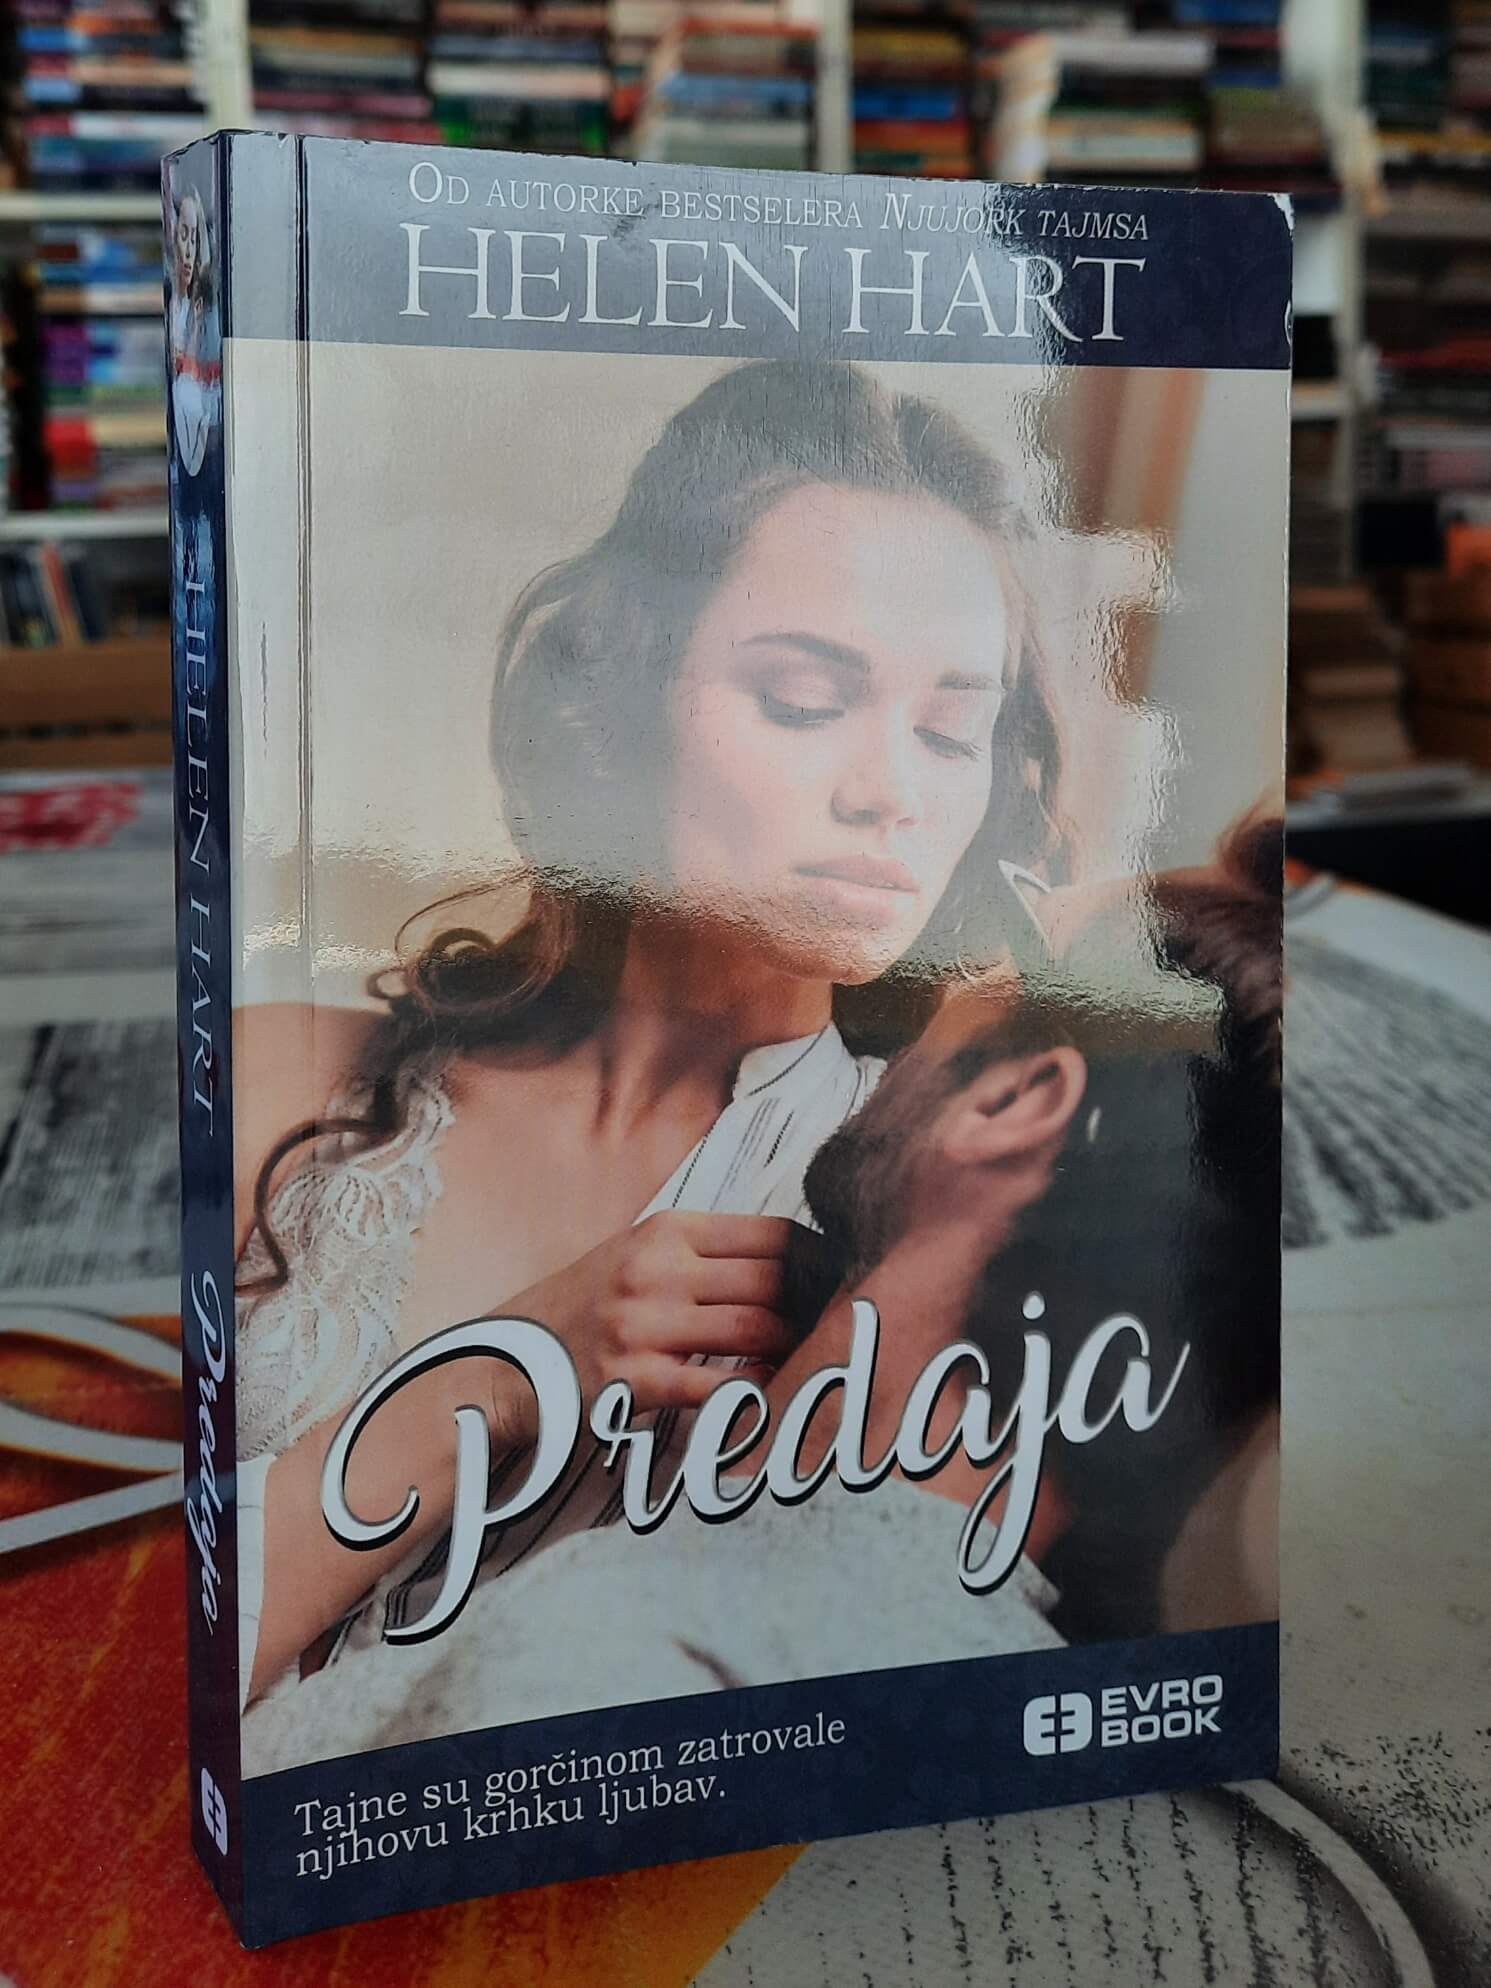 OD AUTORKE BESTSELERA NJUJORK TAJMSA
HELEN HART
Predaja
Tajne su gorčinom zatrovale
njihovu krhku ljubav.
EVRO
BOOK
HELEN HART
Predaja